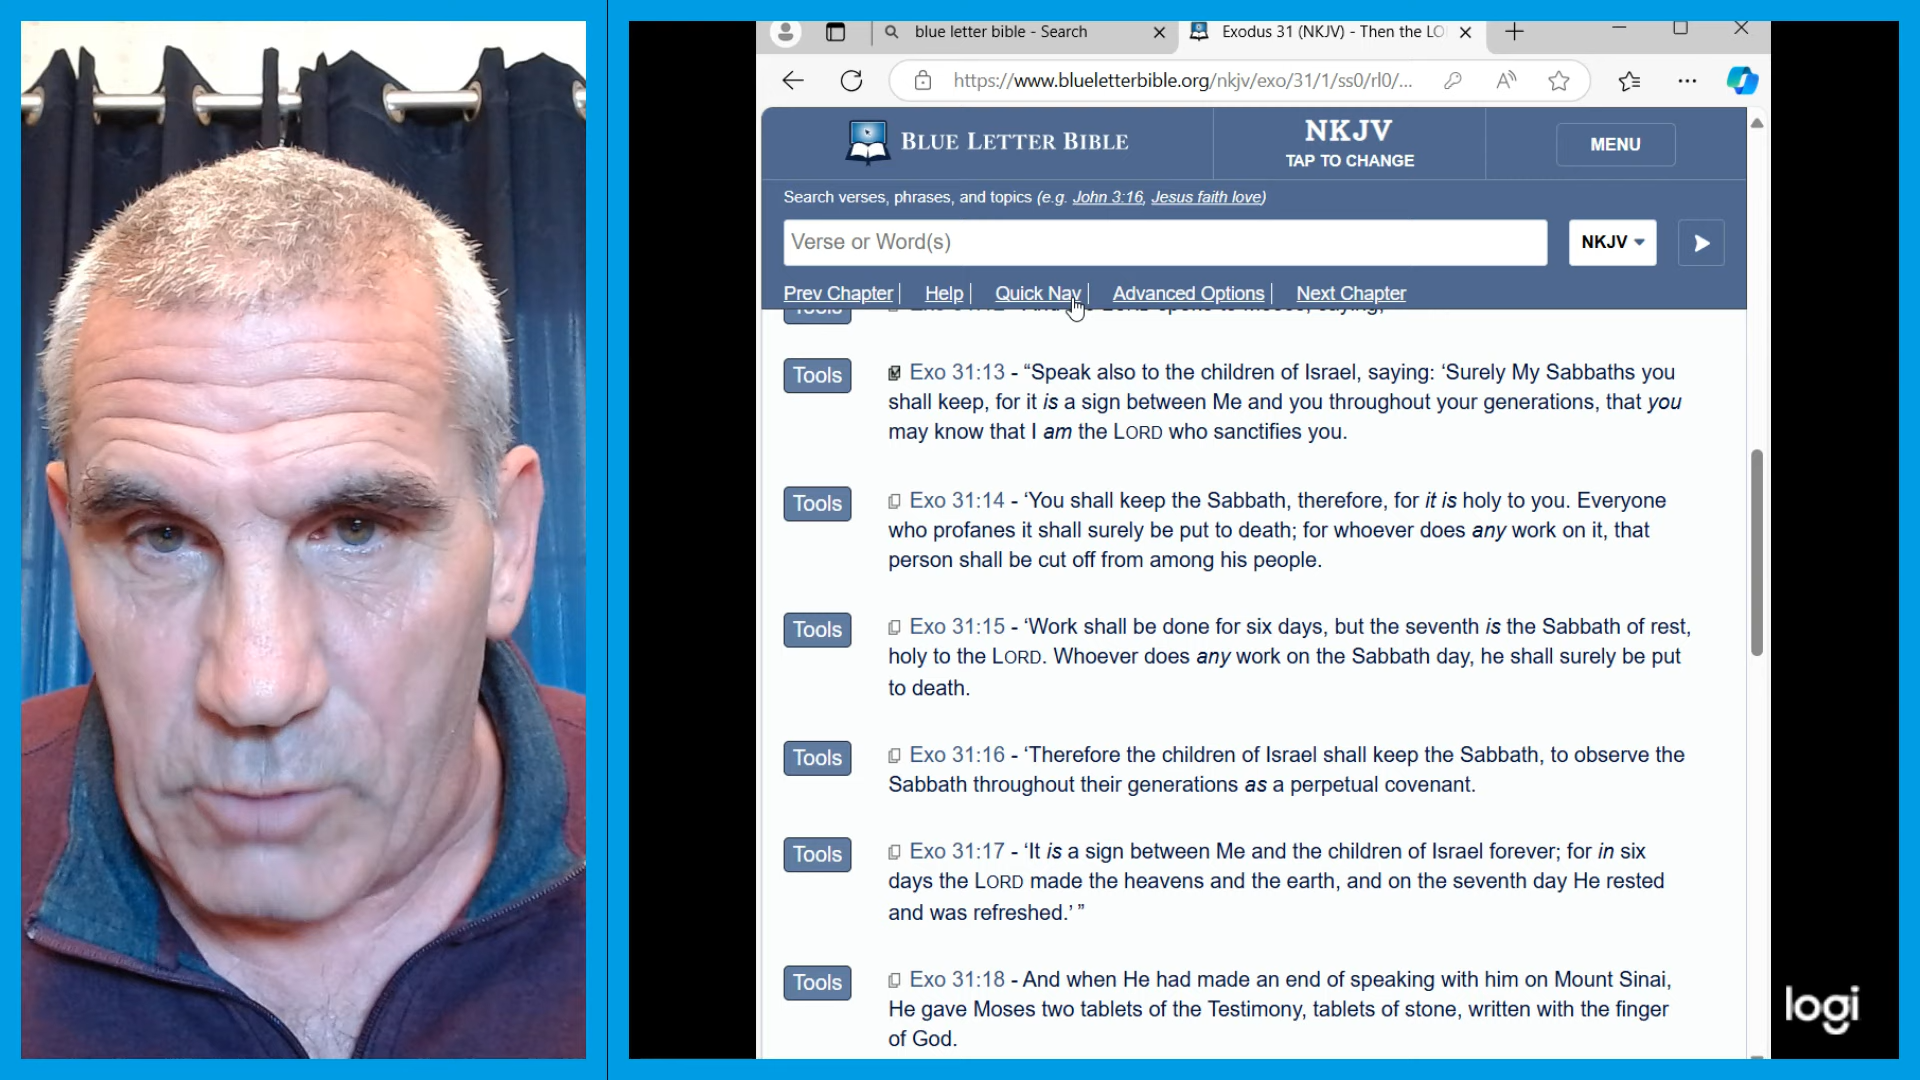 blue letter bible - Search
Exodus 31 (NKJV) - Then the LO
https://www.blueletterbible.org/nkjv/exo/31/1/ss0/rl0/...
BLUE LETTER BIBLE
NKJV
TAP TO CHANGE
MENU
Search verses, phrases, and topics (e.g. John 3:16, Jesus faith love)
Verse or Word(s)
NKJV
Prev Chapter | Help | Quick Nav | Advanced Options | Next Chapter
Tools
Tools
Exo 31:13 - “Speak also to the children of Israel, saying: ‘Surely My Sabbaths you
shall keep, for it is a sign between Me and you throughout your generations, that you
may know that I am the LORD who sanctifies you.
Tools
Exo 31:14 - ‘You shall keep the Sabbath, therefore, for it is holy to you. Everyone
who profanes it shall surely be put to death; for whoever does any work on it, that
person shall be cut off from among his people.
Tools
Exo 31:15 - ‘Work shall be done for six days, but the seventh is the Sabbath of rest,
holy to the LORD. Whoever does any work on the Sabbath day, he shall surely be put
to death.
Tools
Exo 31:16 - ‘Therefore the children of Israel shall keep the Sabbath, to observe the
Sabbath throughout their generations as a perpetual covenant.
Tools
Exo 31:17 - ‘It is a sign between Me and the children of Israel forever; for in six
days the LORD made the heavens and the earth, and on the seventh day He rested
and was refreshed.’ ”
Tools
Exo 31:18 - And when He had made an end of speaking with him on Mount Sinai,
He gave Moses two tablets of the Testimony, tablets of stone, written with the finger
of God.
logi